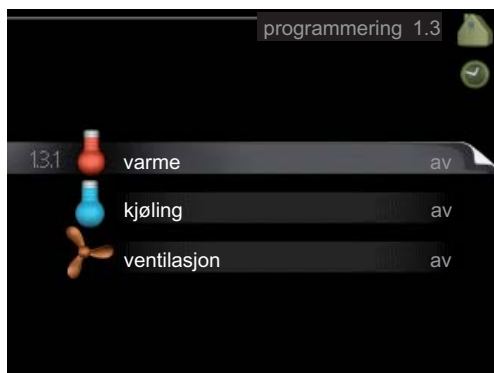 programmering 1.3
1.3.1 varme av
kjøling av
ventilasjon av